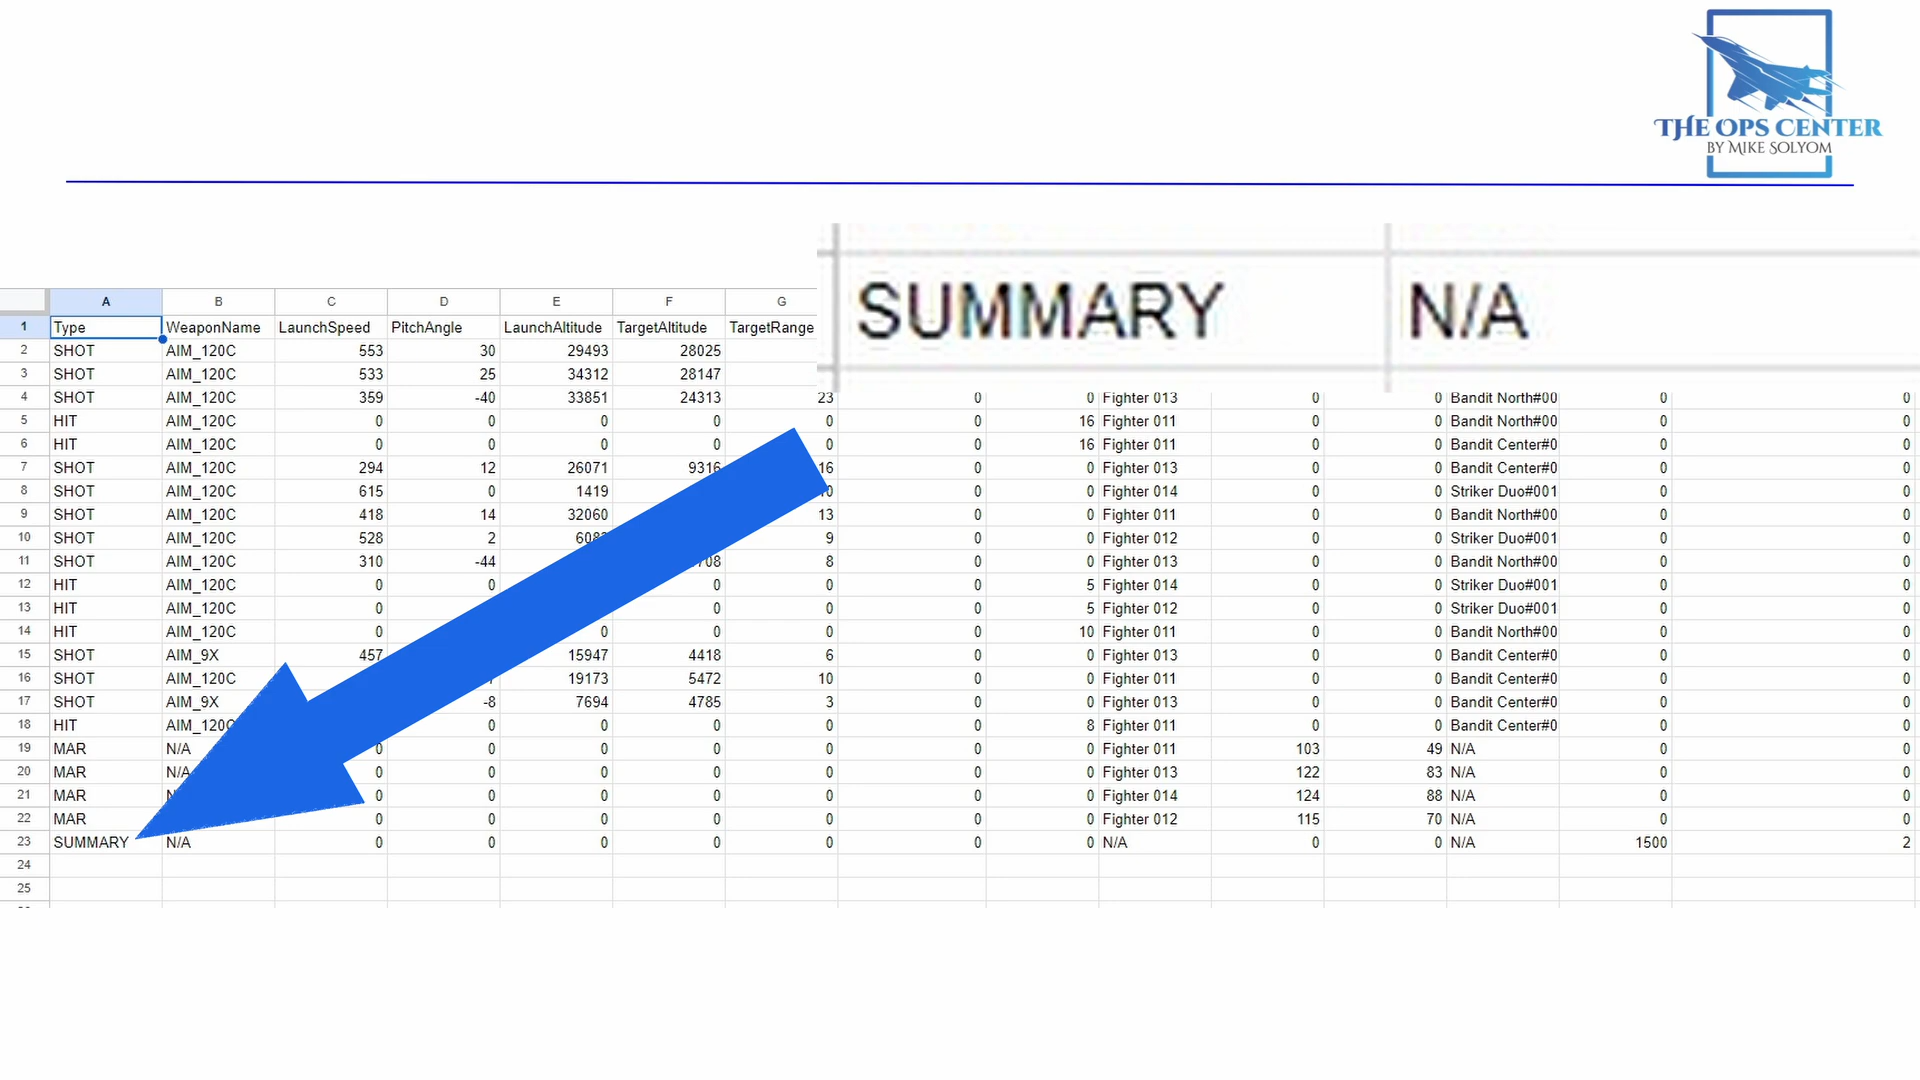 THE OPS CENTER
BY MIKE SOLYOM
SUMMARY N/A
A B C D E F G
1 Type WeaponName LaunchSpeed PitchAngle LaunchAltitude TargetAltitude TargetRange
2 SHOT AIM_120C 553 30 29493 28025
3 SHOT AIM_120C 533 25 34312 28147
4 SHOT AIM_120C 359 -40 33851 24313 23 0 0 Fighter 013 0 0 Bandit North#00 0 0
5 HIT AIM_120C 0 0 0 0 0 0 16 Fighter 011 0 0 Bandit North#00 0 0
6 HIT AIM_120C 0 0 0 0 0 0 16 Fighter 011 0 0 Bandit Center#0 0 0
7 SHOT AIM_120C 294 12 26071 9316 16 0 0 Fighter 013 0 0 Bandit Center#0 0 0
8 SHOT AIM_120C 615 0 1419 0 0 Fighter 014 0 0 Striker Duo#001 0 0
9 SHOT AIM_120C 418 14 32060 13 0 0 Fighter 011 0 0 Bandit North#00 0 0
10 SHOT AIM_120C 528 2 9 0 0 Fighter 012 0 0 Striker Duo#001 0 0
11 SHOT AIM_120C 310 -44 8 0 0 Fighter 013 0 0 Bandit North#00 0 0
12 HIT AIM_120C 0 0 0 0 0 5 Fighter 014 0 0 Striker Duo#001 0 0
13 HIT AIM_120C 0 0 0 0 5 Fighter 012 0 0 Striker Duo#001 0 0
14 HIT AIM_120C 0 0 0 0 0 10 Fighter 011 0 0 Bandit North#00 0 0
15 SHOT AIM_9X 457 15947 4418 6 0 0 Fighter 013 0 0 Bandit Center#0 0 0
16 SHOT AIM_120C 19173 5472 10 0 0 Fighter 011 0 0 Bandit Center#0 0 0
17 SHOT AIM_9X -8 7694 4785 3 0 0 Fighter 013 0 0 Bandit Center#0 0 0
18 HIT AIM_120C 0 0 0 0 0 8 Fighter 011 0 0 Bandit Center#0 0 0
19 MAR N/A 0 0 0 0 0 0 0 Fighter 011 103 49 N/A 0 0
20 MAR N/A 0 0 0 0 0 0 0 Fighter 013 122 83 N/A 0 0
21 MAR 0 0 0 0 0 0 0 Fighter 014 124 88 N/A 0 0
22 MAR 0 0 0 0 0 0 0 Fighter 012 115 70 N/A 0 0
23 SUMMARY N/A 0 0 0 0 0 0 0 N/A 0 0 N/A 1500 2
24
25